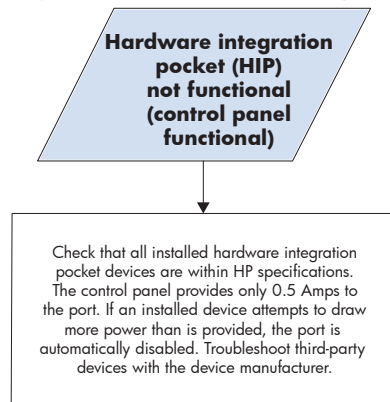 Hardware integration
pocket (HIP)
not functional
(control panel
functional)
Check that all installed hardware integration
pocket devices are within HP specifications.
The control panel provides only 0.5 Amps to
the port. If an installed device attempts to draw
more power than is provided, the port is
automatically disabled. Troubleshoot third-party
devices with the device manufacturer.